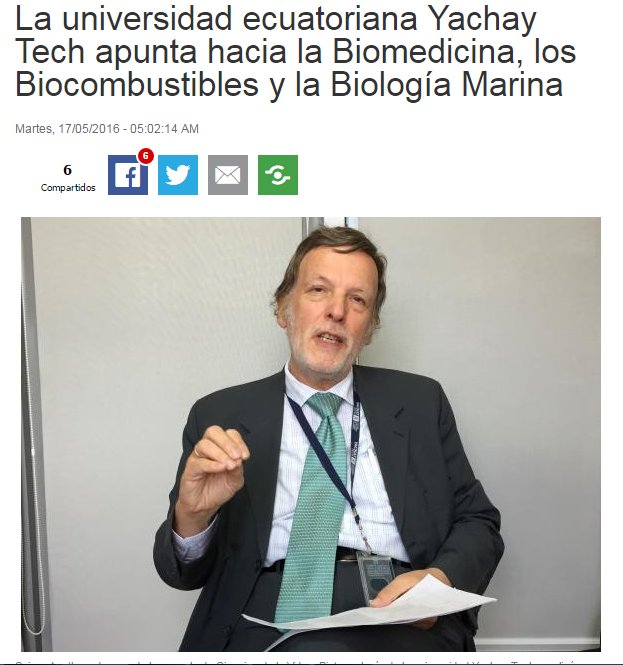 La universidad ecuatoriana Yachay
Tech apunta hacia la Biomedicina, los
Biocombustibles y la Biología Marina
Martes, 17/05/2016 - 05:02:14 AM
6
Compartidos
6